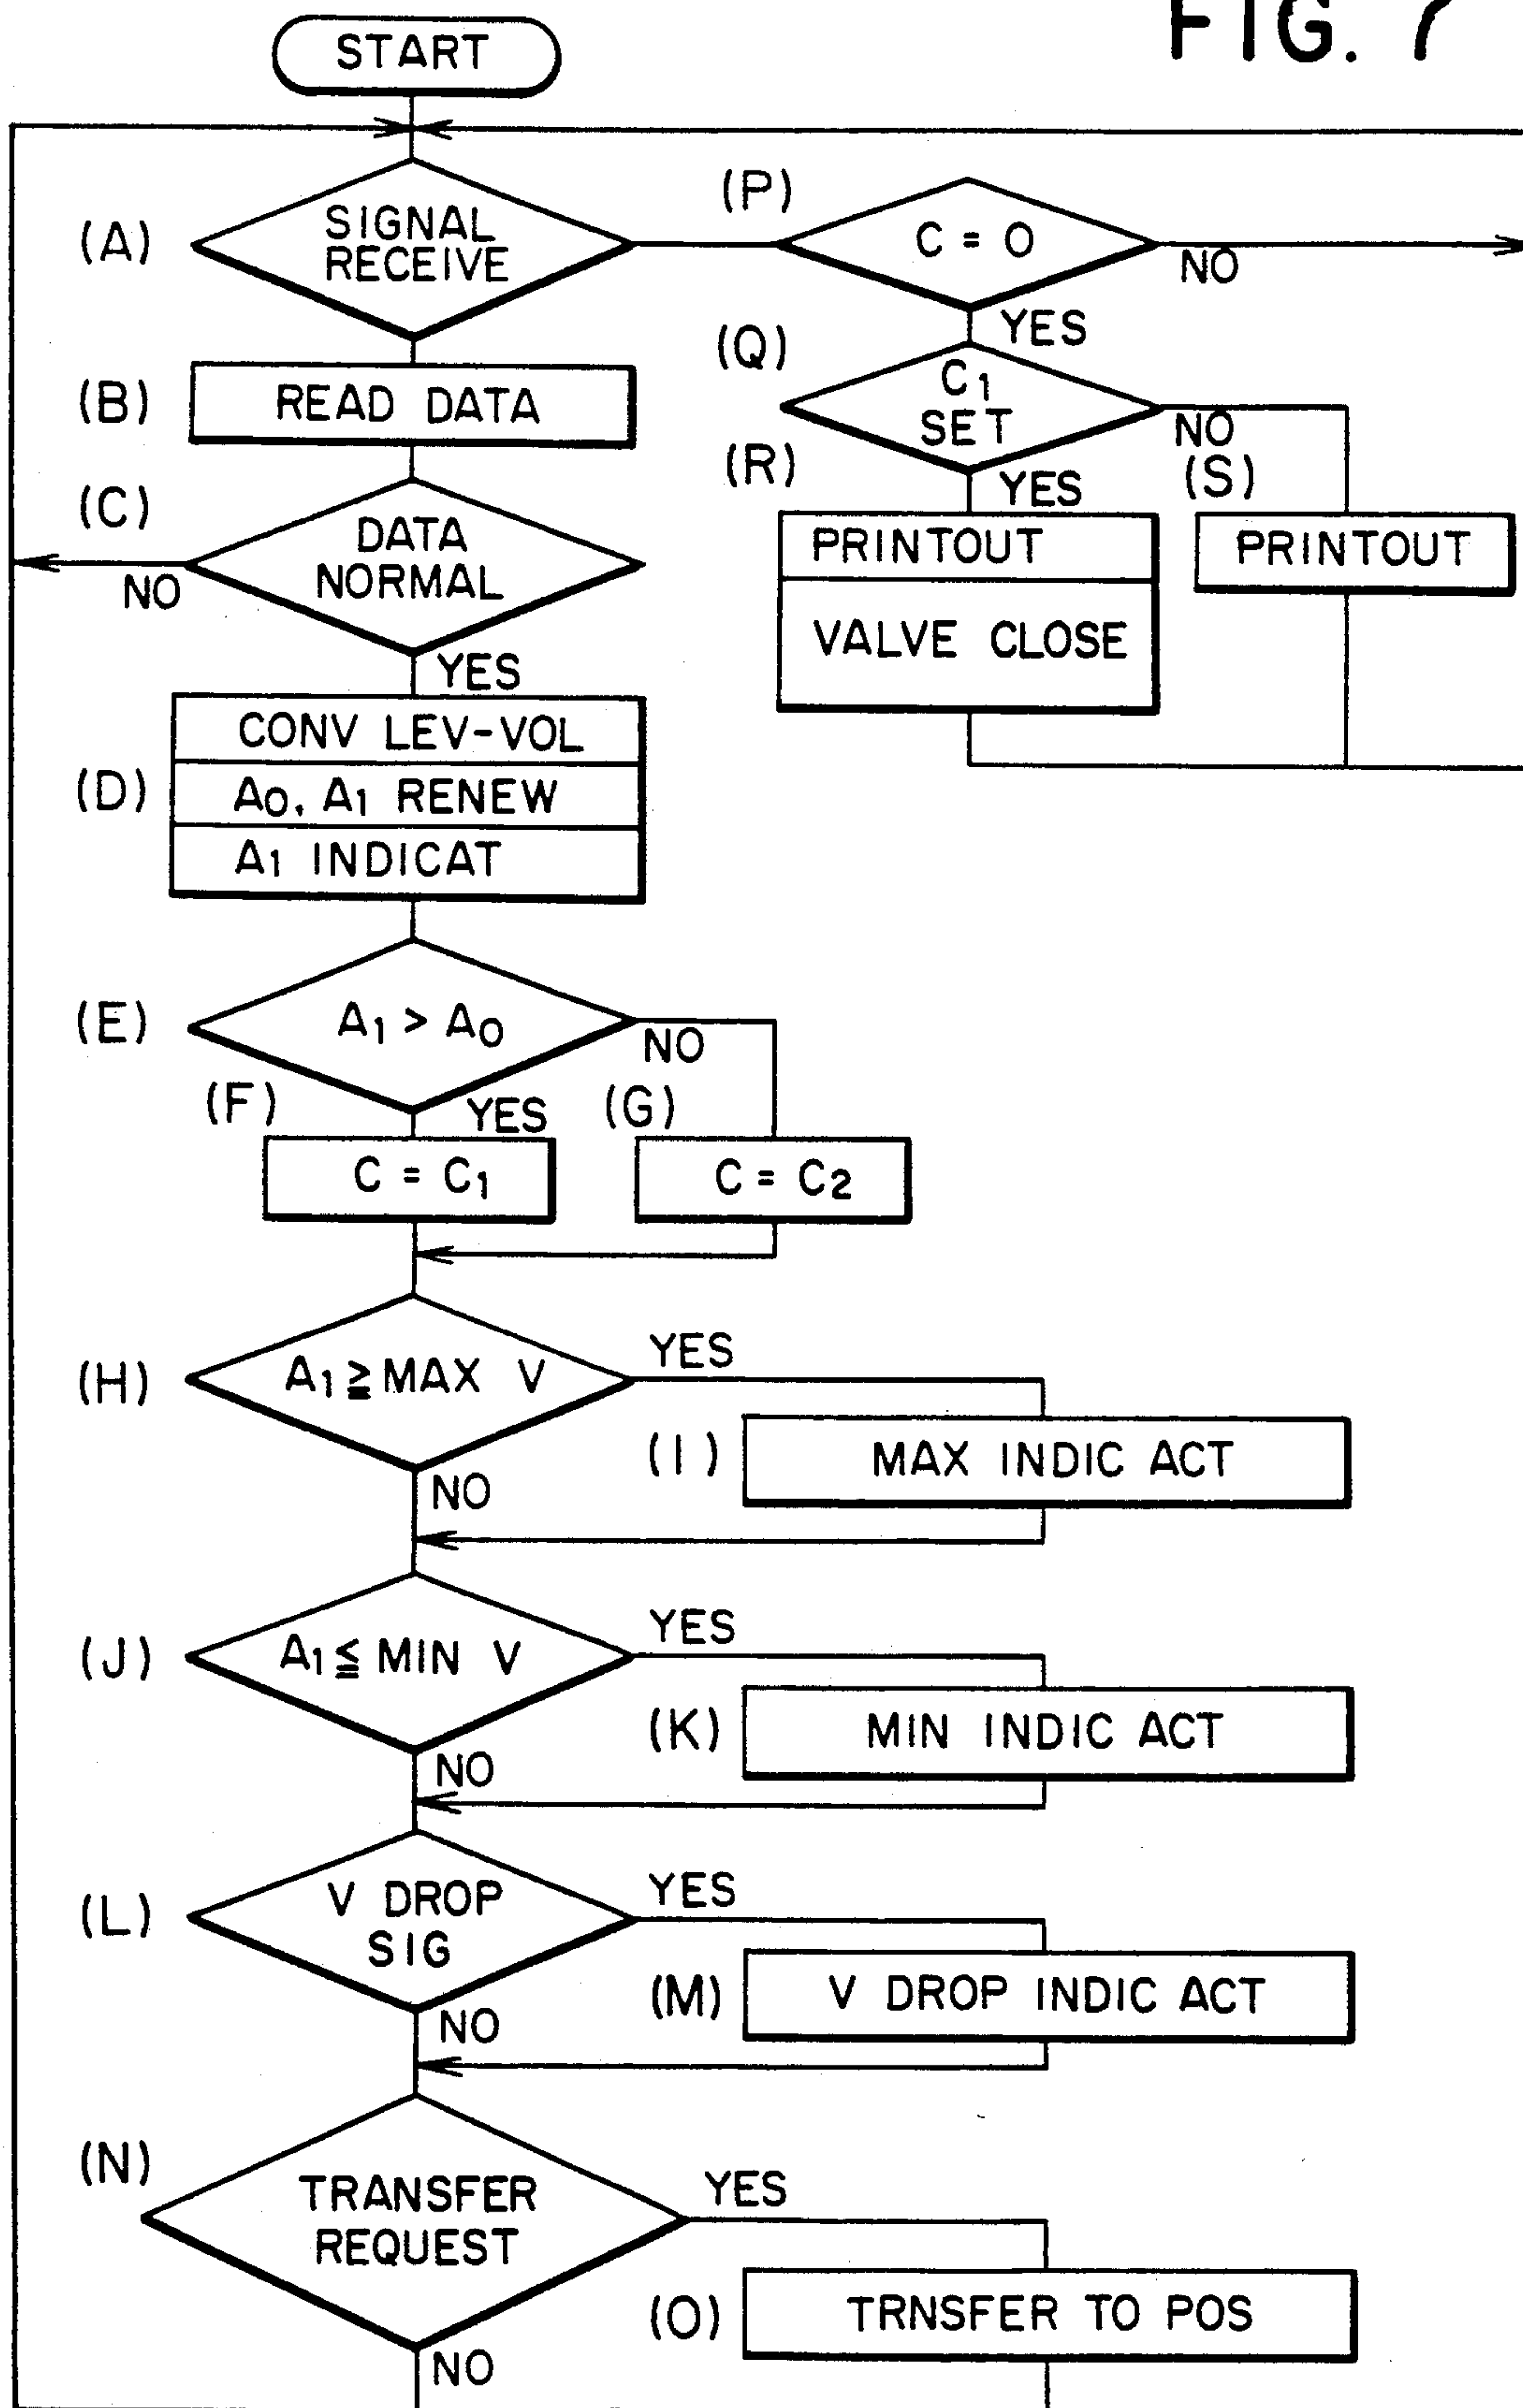 FIG. 7
START
(A)
SIGNAL
RECEIVE
(P)
C = 0
NO
YES
(B)
READ DATA
(Q)
C1
SET
NO
YES
(R)
PRINTOUT
VALVE CLOSE
(S)
PRINTOUT
(C)
DATA
NORMAL
NO
YES
(D)
CONV LEV-VOL
A0, A1 RENEW
A1 INDICAT
(E)
A1 > A0
NO
YES
(F)
C = C1
(G)
C = C2
(H)
A1 ≧ MAX V
YES
NO
(I)
MAX INDIC ACT
(J)
A1 ≦ MIN V
YES
NO
(K)
MIN INDIC ACT
(L)
V DROP
SIG
YES
NO
(M)
V DROP INDIC ACT
(N)
TRANSFER
REQUEST
YES
NO
(O)
TRNSFER TO POS